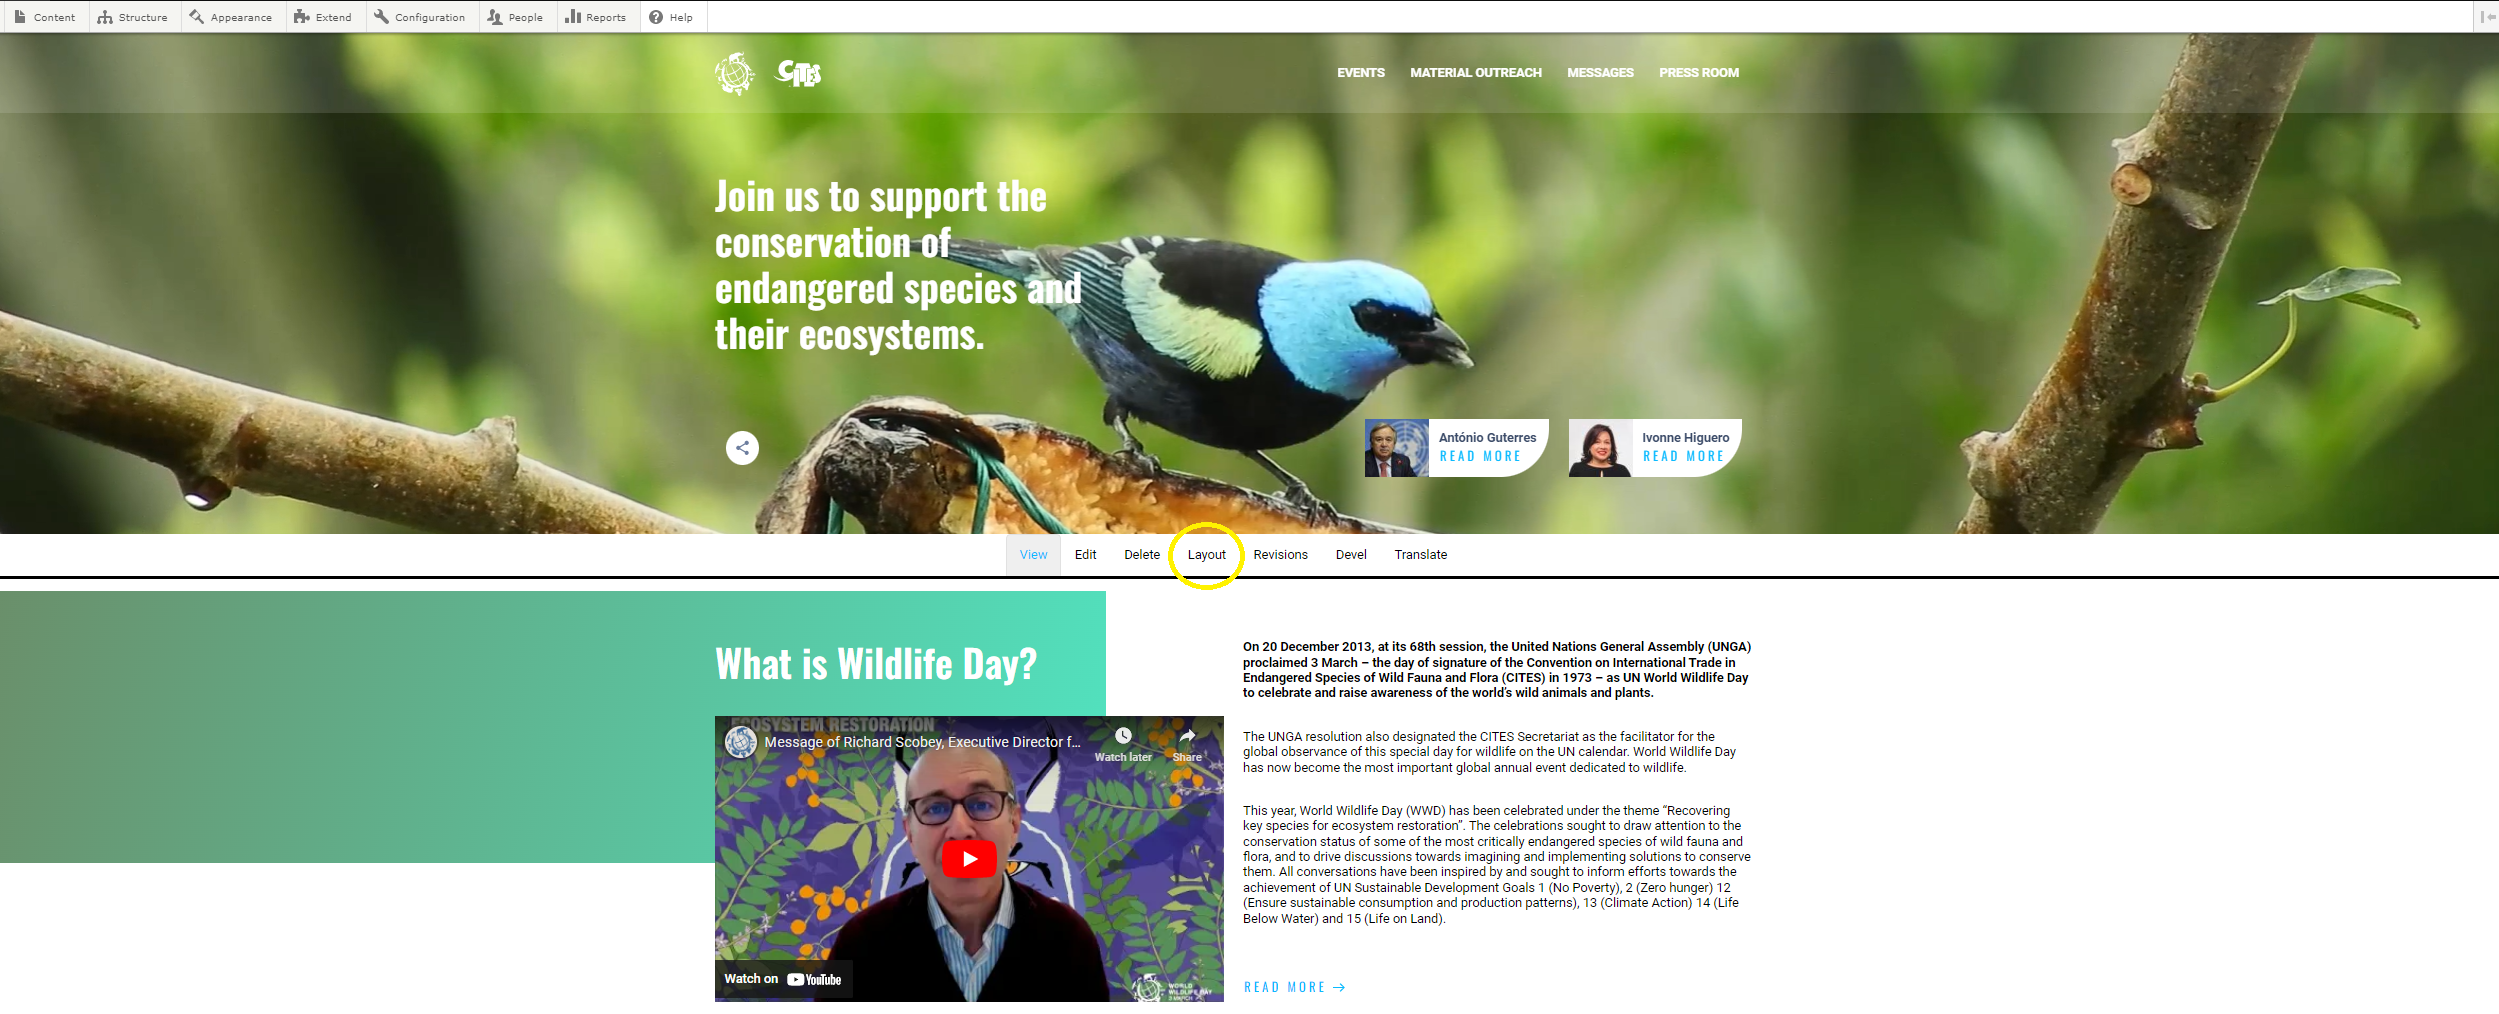 Content Structure Appearance Extend Configuration People Reports Help
CITES
EVENTS MATERIAL OUTREACH MESSAGES PRESS ROOM
Join us to support the
conservation of
endangered species and
their ecosystems.
António Guterres
READ MORE
Ivonne Higuero
READ MORE
View Edit Delete Layout Revisions Devel Translate
What is Wildlife Day?
ECOSYSTEM RESTORATION
Message of Richard Scobey, Executive Director f...
Watch later Share
Watch on YouTube
WORLD
WILDLIFE DAY
3 MARCH
On 20 December 2013, at its 68th session, the United Nations General Assembly (UNGA)
proclaimed 3 March – the day of signature of the Convention on International Trade in
Endangered Species of Wild Fauna and Flora (CITES) in 1973 – as UN World Wildlife Day
to celebrate and raise awareness of the world’s wild animals and plants.
The UNGA resolution also designated the CITES Secretariat as the facilitator for the
global observance of this special day for wildlife on the UN calendar. World Wildlife Day
has now become the most important global annual event dedicated to wildlife.
This year, World Wildlife Day (WWD) has been celebrated under the theme “Recovering
key species for ecosystem restoration”. The celebrations sought to draw attention to the
conservation status of some of the most critically endangered species of wild fauna and
flora, and to drive discussions towards imagining and implementing solutions to conserve
them. All conversations have been inspired by and sought to inform efforts towards the
achievement of UN Sustainable Development Goals 1 (No Poverty), 2 (Zero hunger) 12
(Ensure sustainable consumption and production patterns), 13 (Climate Action) 14 (Life
Below Water) and 15 (Life on Land).
READ MORE →